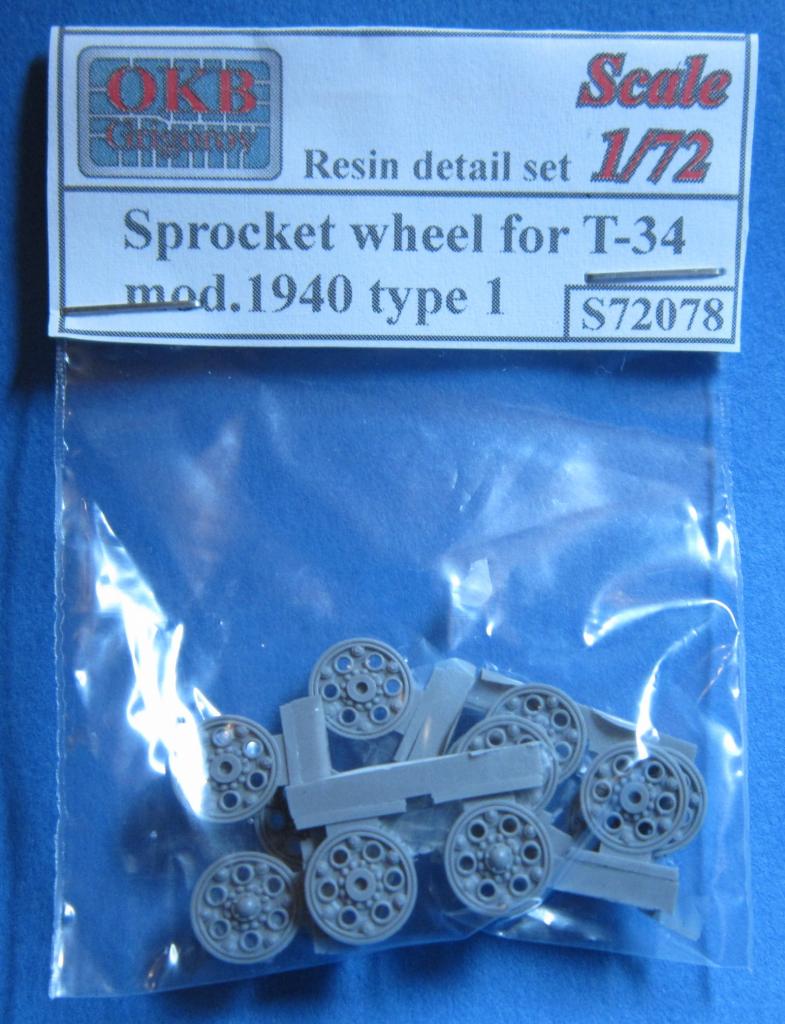 OKB
Grigorov
Resin detail set
Scale
1/72
Sprocket wheel for T-34
mod.1940 type 1
S72078